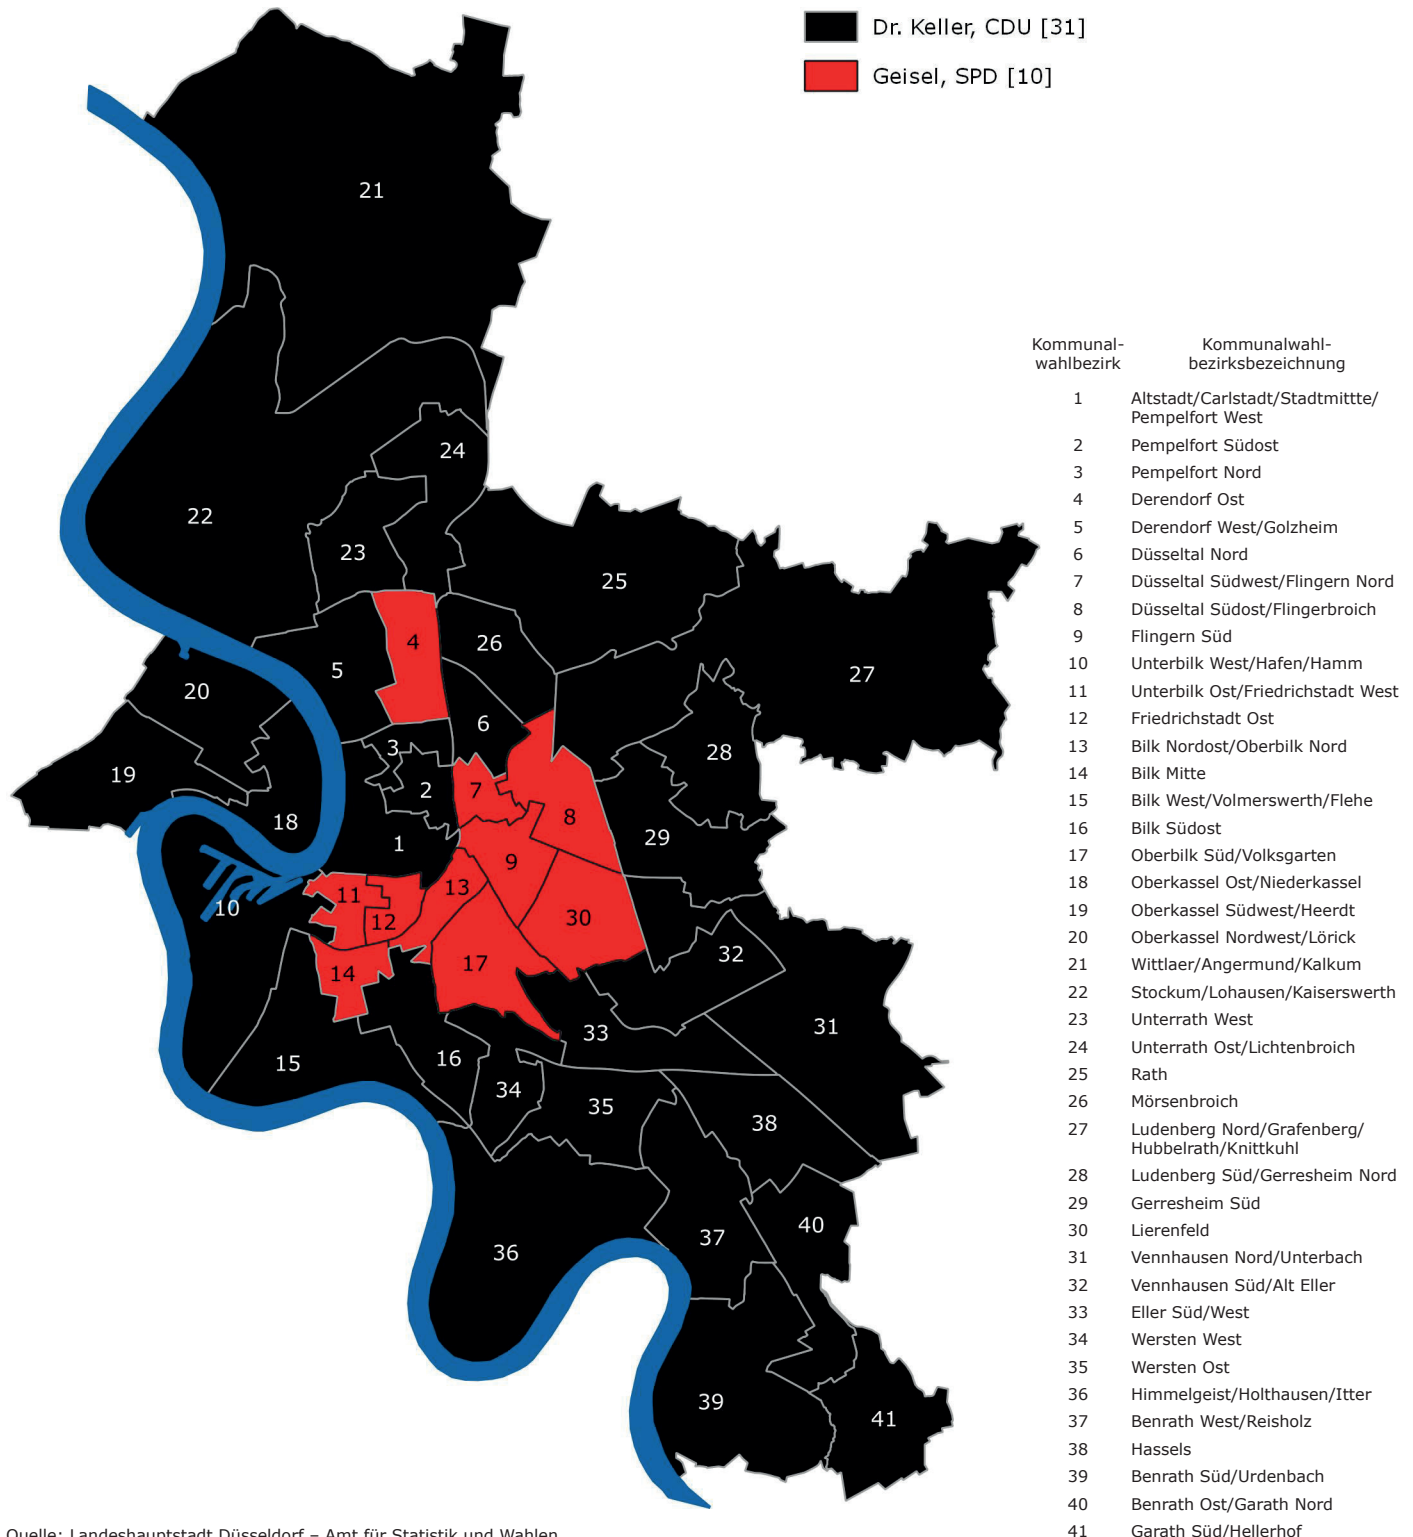 Dr. Keller, CDU [31]
Geisel, SPD [10]
21
24
22
23
25
4
26
5
27
20
6
3
28
19
2
7
8
18
1
29
9
13
11
10
12
30
32
17
14
31
33
16
15
34
35
38
40
37
36
39
41
Kommunal-
wahlbezirk
Kommunalwahl-
bezirksbezeichnung
1 Altstadt/Carlstadt/Stadtmittte/
Pempelfort West
2 Pempelfort Südost
3 Pempelfort Nord
4 Derendorf Ost
5 Derendorf West/Golzheim
6 Düsseltal Nord
7 Düsseltal Südwest/Flingern Nord
8 Düsseltal Südost/Flingerbroich
9 Flingern Süd
10 Unterbilk West/Hafen/Hamm
11 Unterbilk Ost/Friedrichstadt West
12 Friedrichstadt Ost
13 Bilk Nordost/Oberbilk Nord
14 Bilk Mitte
15 Bilk West/Volmerswerth/Flehe
16 Bilk Südost
17 Oberbilk Süd/Volksgarten
18 Oberkassel Ost/Niederkassel
19 Oberkassel Südwest/Heerdt
20 Oberkassel Nordwest/Lörick
21 Wittlaer/Angermund/Kalkum
22 Stockum/Lohausen/Kaiserswerth
23 Unterrath West
24 Unterrath Ost/Lichtenbroich
25 Rath
26 Mörsenbroich
27 Ludenberg Nord/Grafenberg/
Hubbelrath/Knittkuhl
28 Ludenberg Süd/Gerresheim Nord
29 Gerresheim Süd
30 Lierenfeld
31 Vennhausen Nord/Unterbach
32 Vennhausen Süd/Alt Eller
33 Eller Süd/West
34 Wersten West
35 Wersten Ost
36 Himmelgeist/Holthausen/Itter
37 Benrath West/Reisholz
38 Hassels
39 Benrath Süd/Urdenbach
40 Benrath Ost/Garath Nord
41 Garath Süd/Hellerhof
Quelle: Landeshauptstadt Düsseldorf – Amt für Statistik und Wahlen